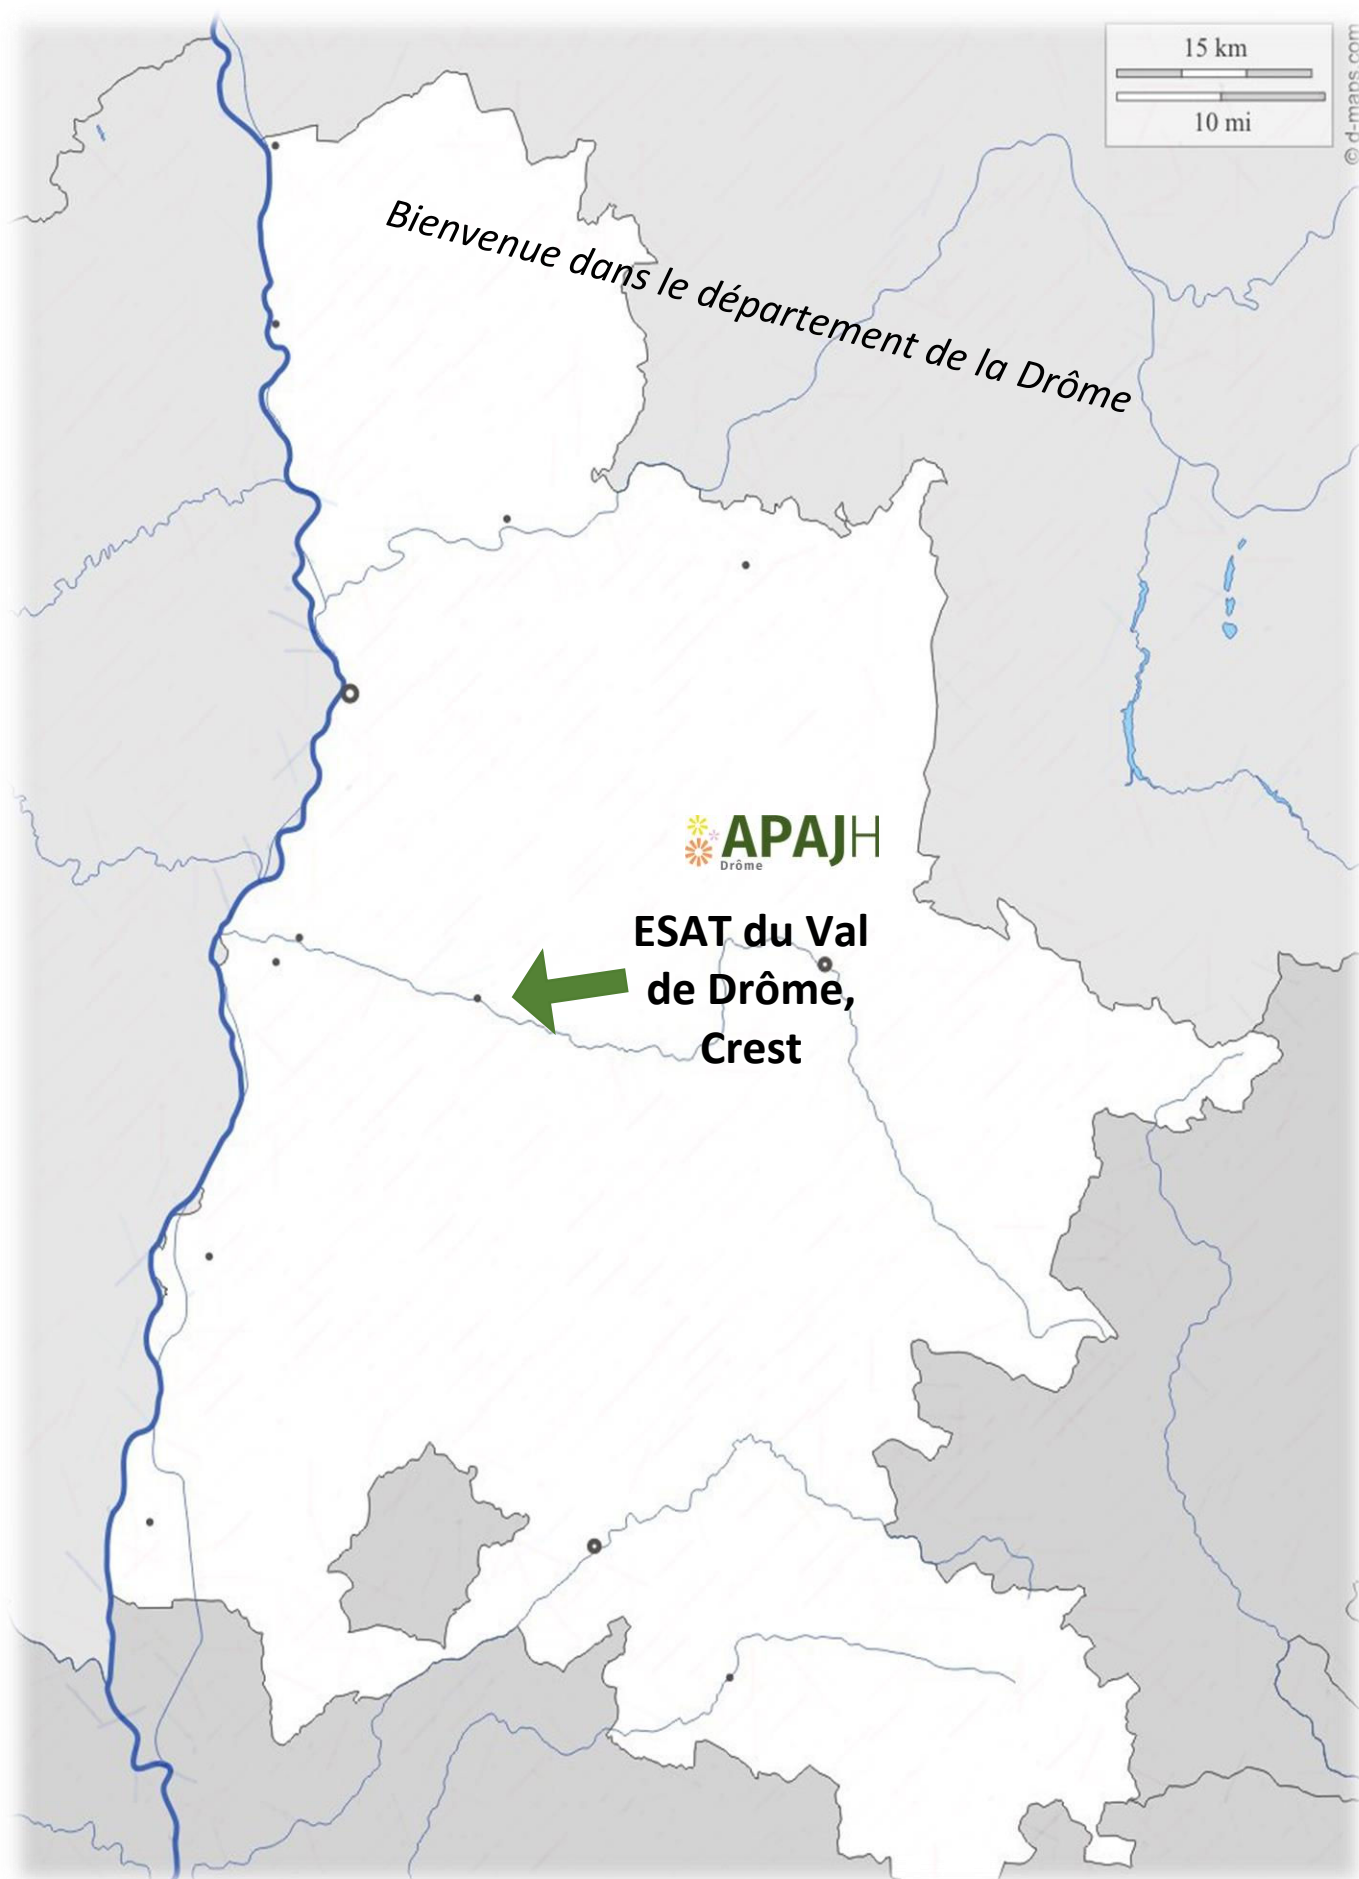 15 km
10 mi
© d-maps.com
Bienvenue dans le département de la Drôme
APAJH
Drôme
ESAT du Val
de Drôme,
Crest